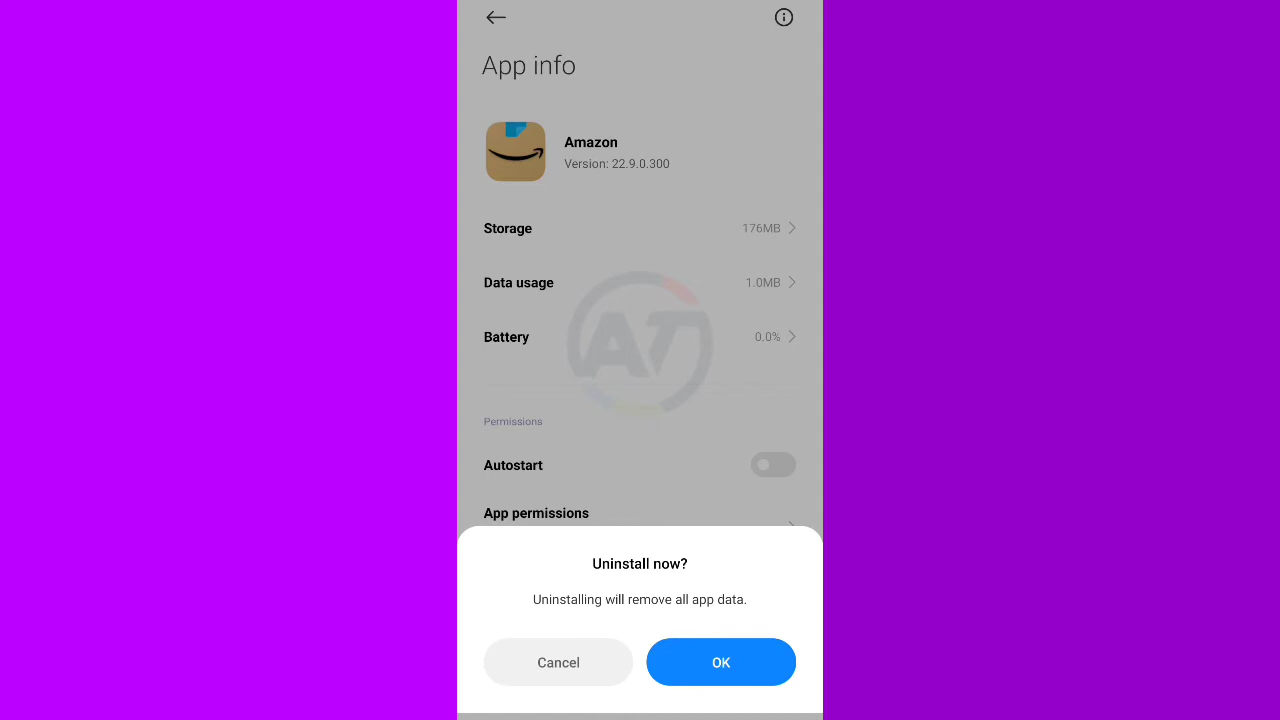 App info
Amazon
Version: 22.9.0.300
Storage 176MB
Data usage 1.0MB
AT
Battery 0.0%
Permissions
Autostart
App permissions
Uninstall now?
Uninstalling will remove all app data.
Cancel OK